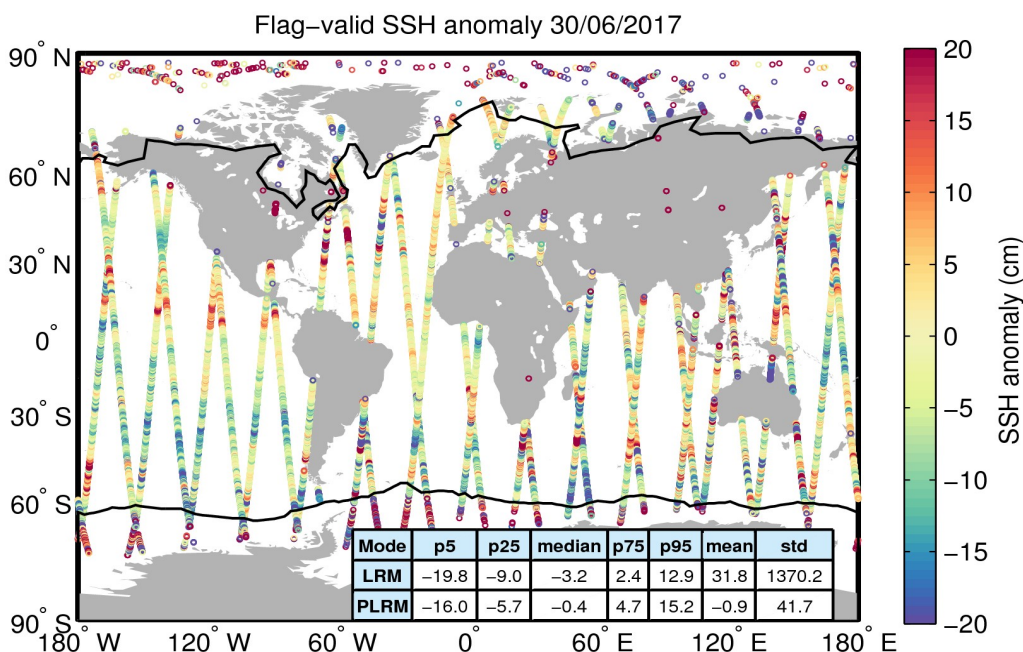 Flag−valid SSH anomaly 30/06/2017
90° N
60° N
30° N
0°
30° S
60° S
90° S
180° W 120° W 60° W 0° 60° E 120° E 180° E
Mode p5 p25 median p75 p95 mean std
LRM −19.8 −9.0 −3.2 2.4 12.9 31.8 1370.2
PLRM −16.0 −5.7 −0.4 4.7 15.2 −0.9 41.7
20
15
10
5
0
−5
−10
−15
−20
SSH anomaly (cm)